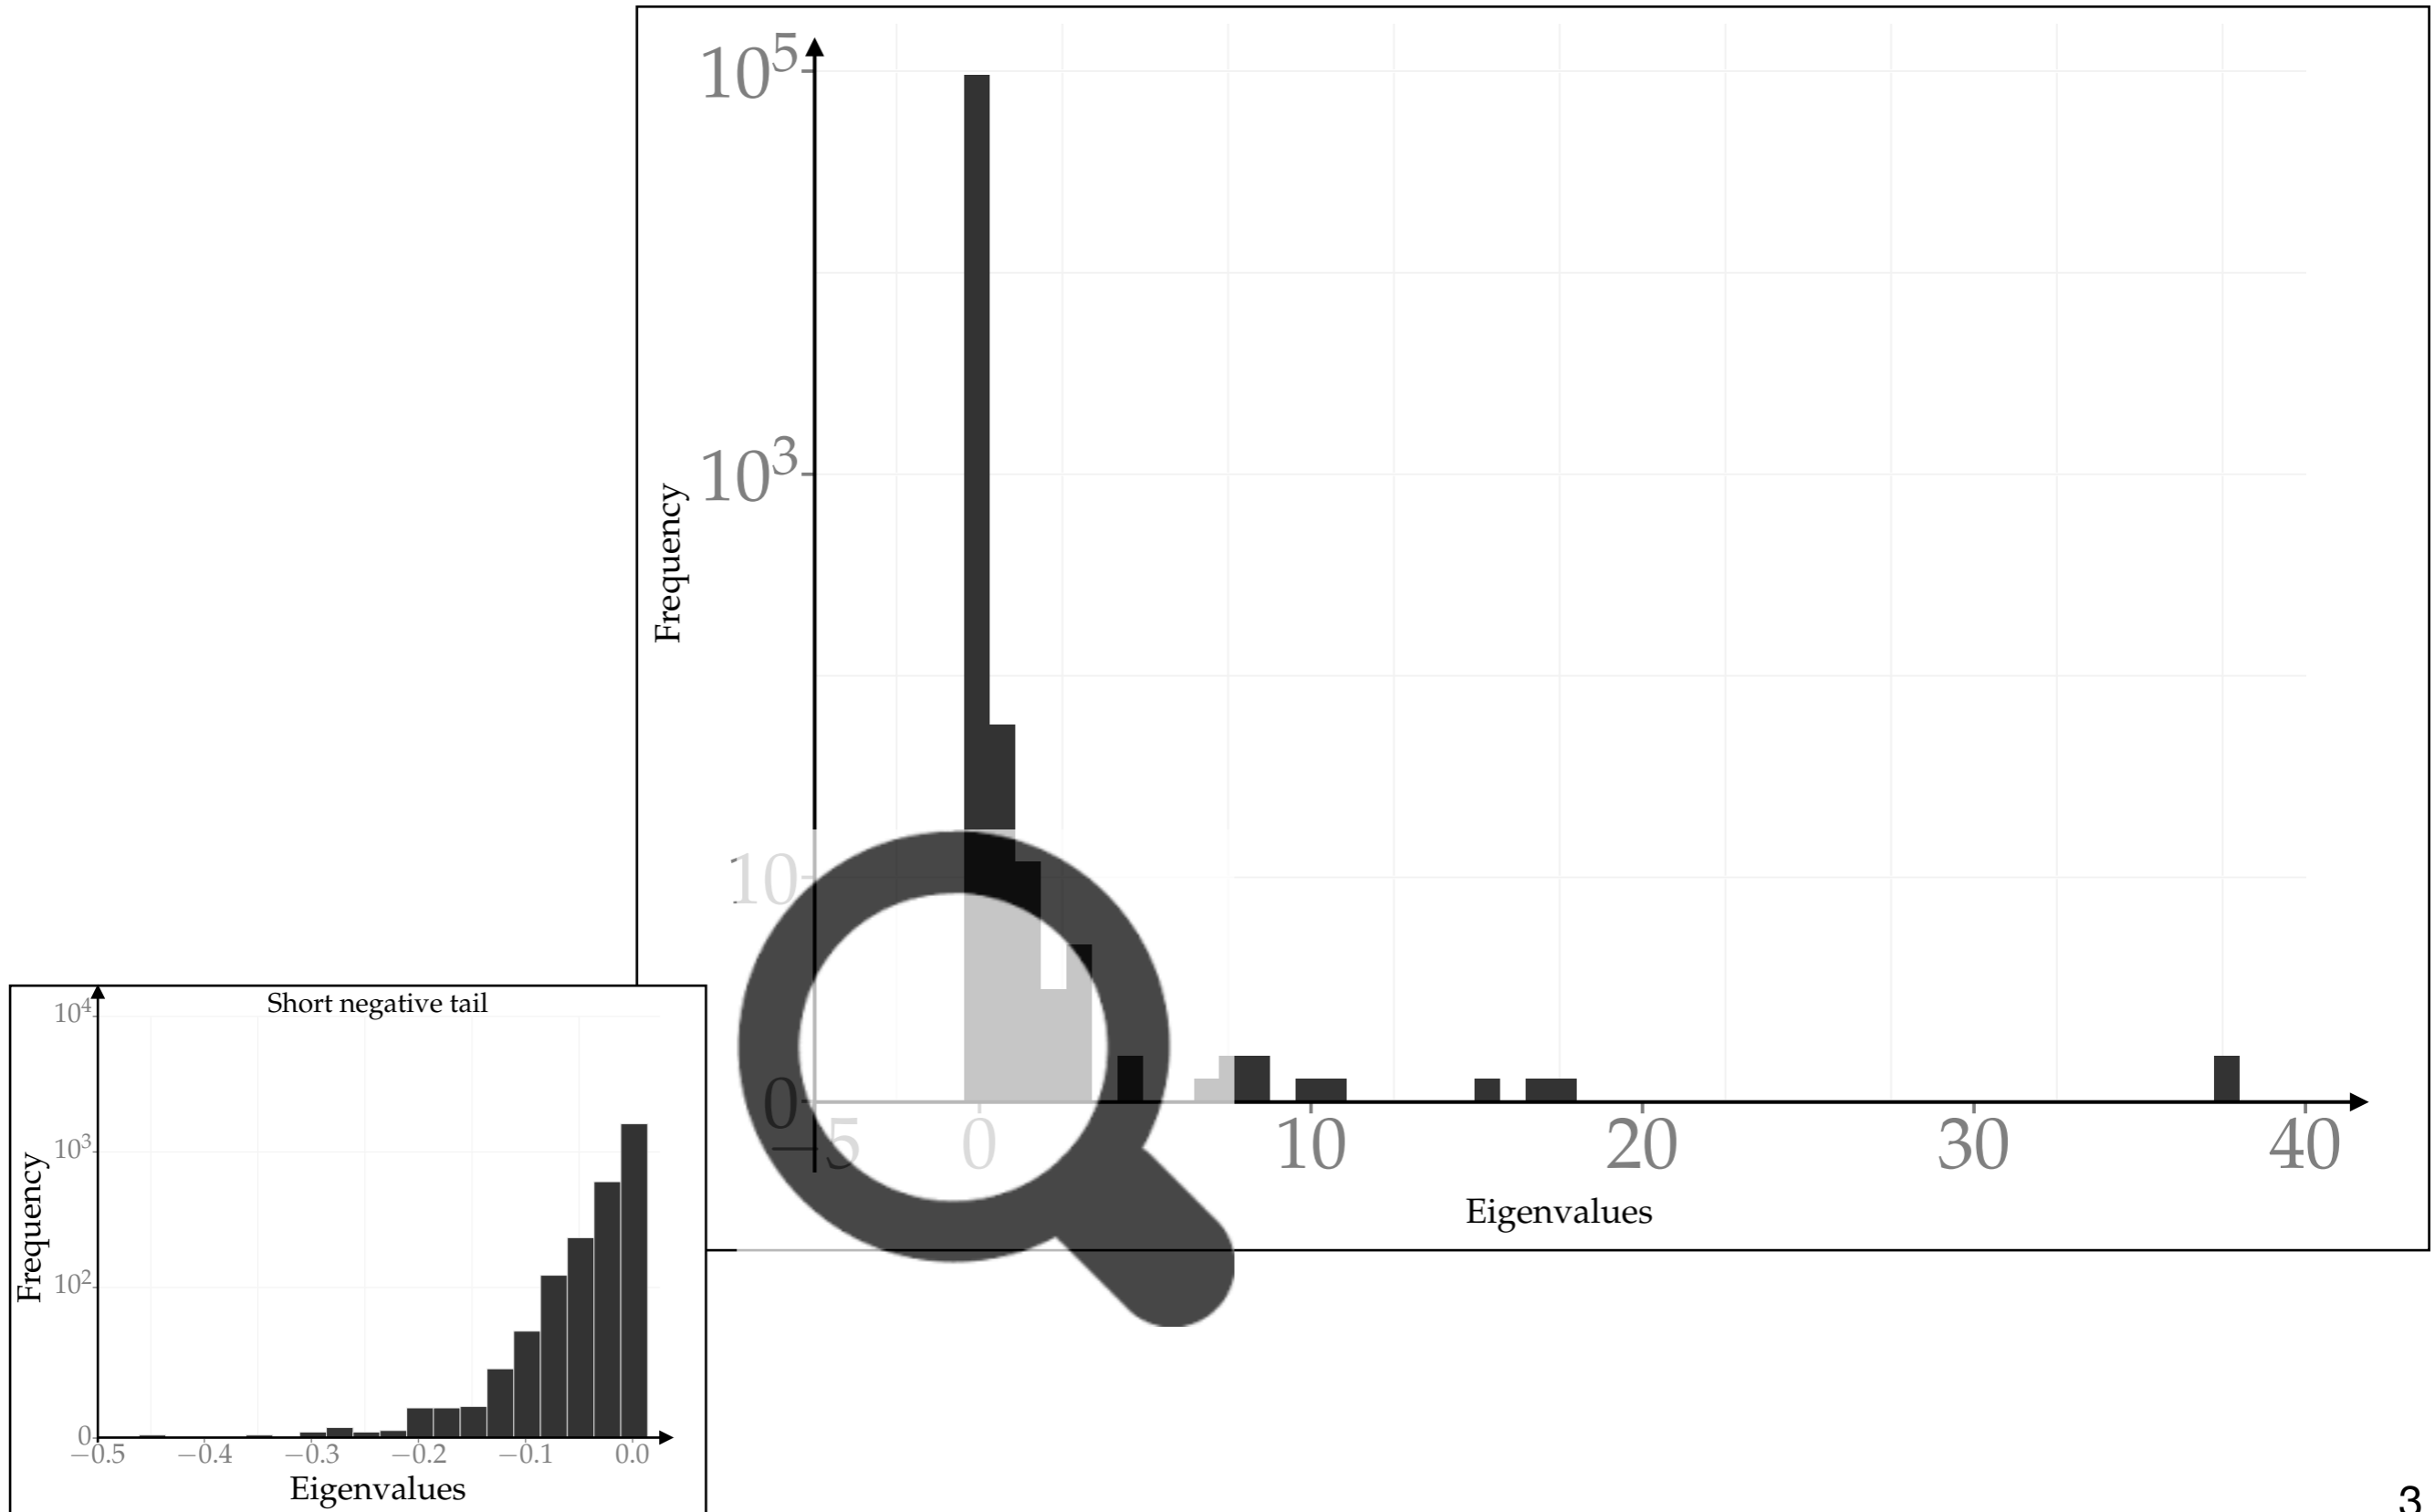 10^5
10^3
10
0
−5 0 10 20 30 40
Frequency
Eigenvalues
Short negative tail
10^4
10^3
10^2
0
−0.5 −0.4 −0.3 −0.2 −0.1 0.0
Frequency
Eigenvalues
3